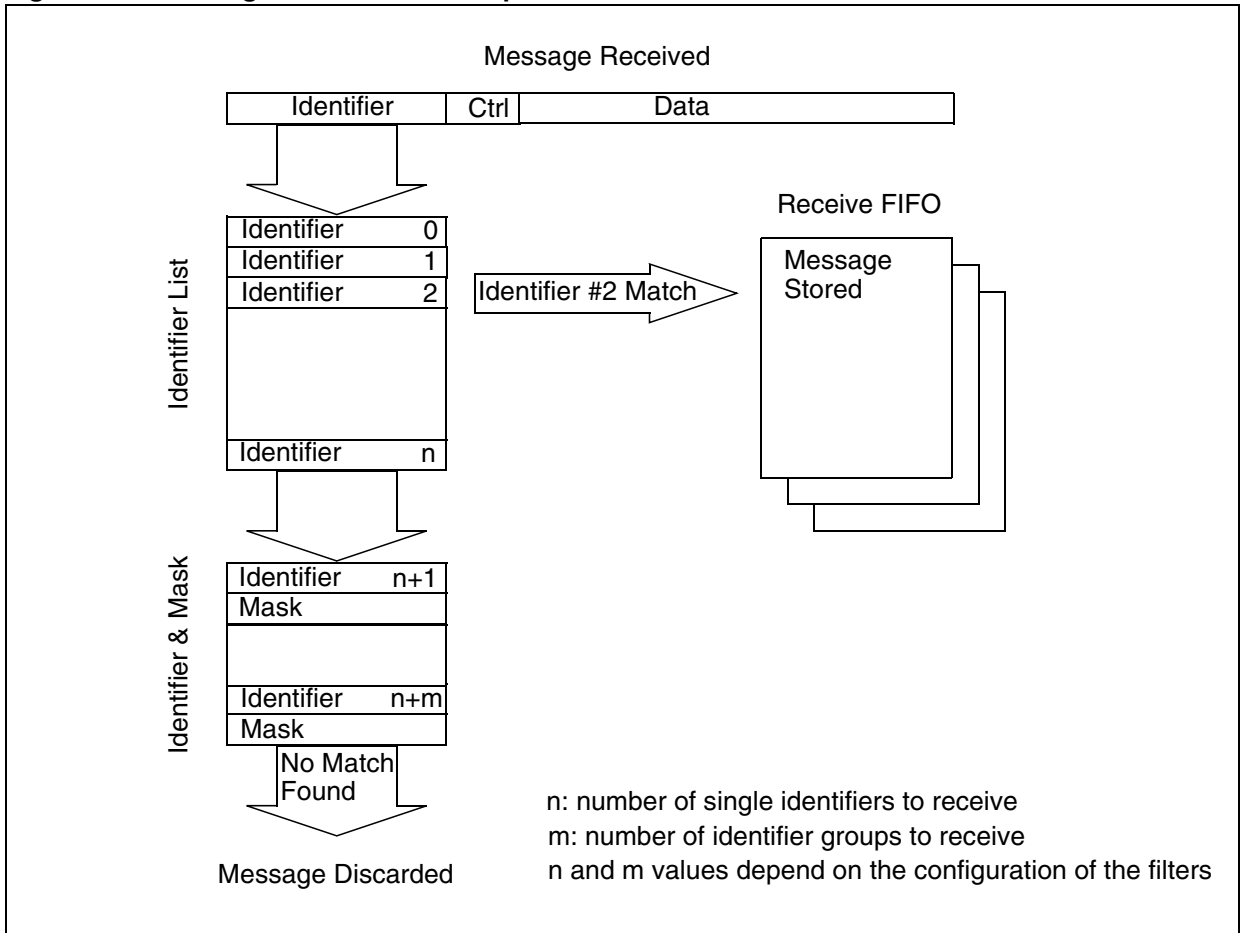 Message Received
Identifier Ctrl Data
Identifier 0
Identifier 1
Identifier 2
Identifier n
Identifier List
Identifier #2 Match
Receive FIFO
Message
Stored
Identifier n+1
Mask
Identifier n+m
Mask
Identifier & Mask
No Match
Found
Message Discarded
n: number of single identifiers to receive
m: number of identifier groups to receive
n and m values depend on the configuration of the filters